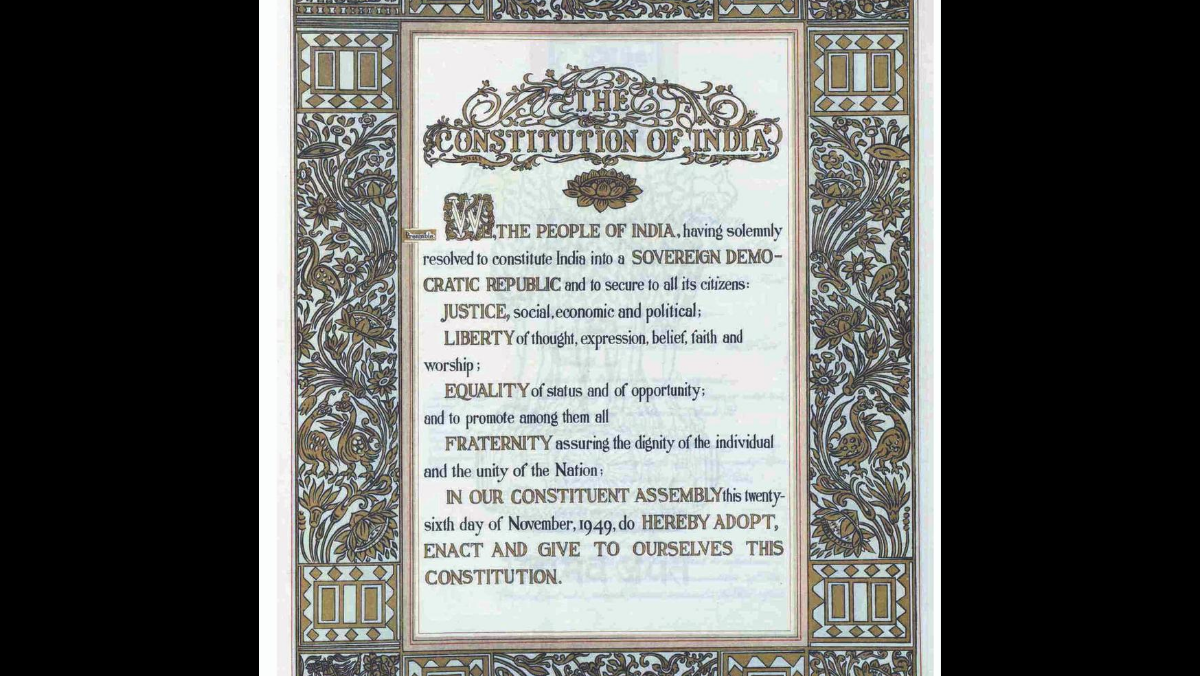 THE
CONSTITUTION OF INDIA
WE, THE PEOPLE OF INDIA, having solemnly
Preamble
resolved to constitute India into a SOVEREIGN DEMO-
CRATIC REPUBLIC and to secure to all its citizens:
JUSTICE, social, economic and political;
LIBERTY of thought, expression, belief, faith and
worship;
EQUALITY of status and of opportunity;
and to promote among them all
FRATERNITY assuring the dignity of the individual
and the unity of the Nation;
IN OUR CONSTITUENT ASSEMBLY this twenty-
sixth day of November, 1949, do HEREBY ADOPT,
ENACT AND GIVE TO OURSELVES THIS
CONSTITUTION.